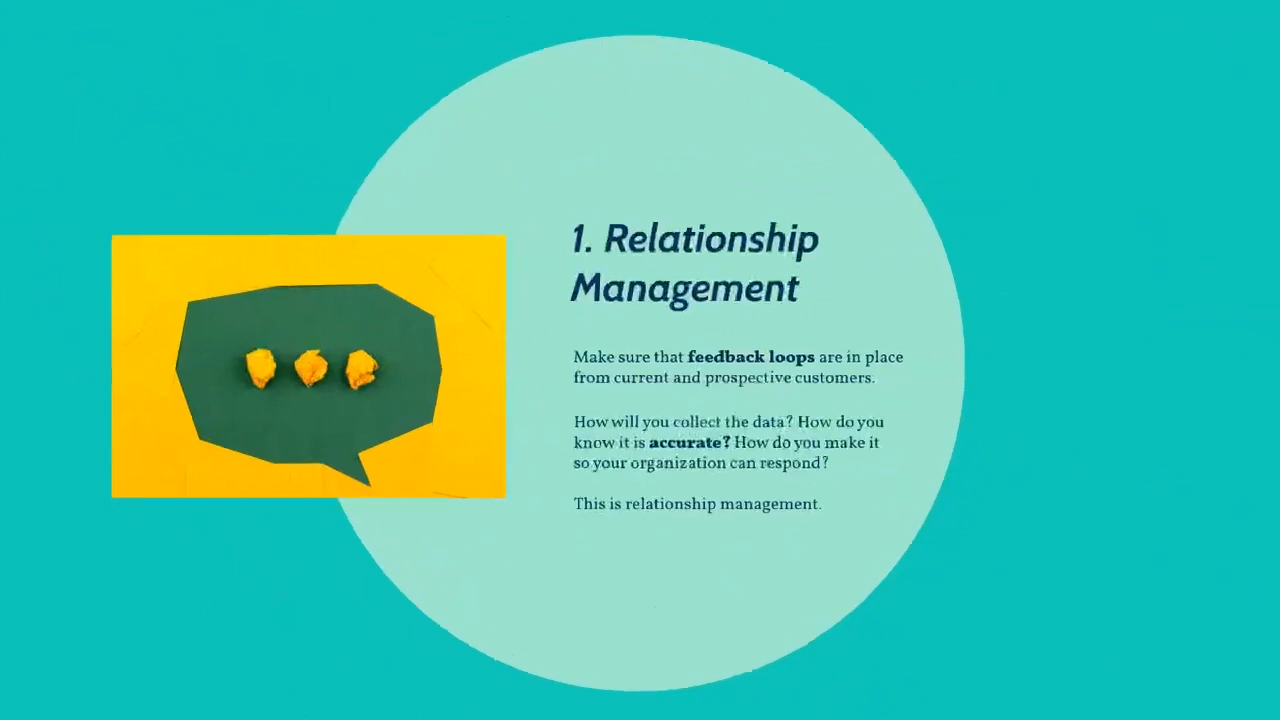 1. Relationship
Management
Make sure that feedback loops are in place
from current and prospective customers.
How will you collect the data? How do you
know it is accurate? How do you make it
so your organization can respond?
This is relationship management.